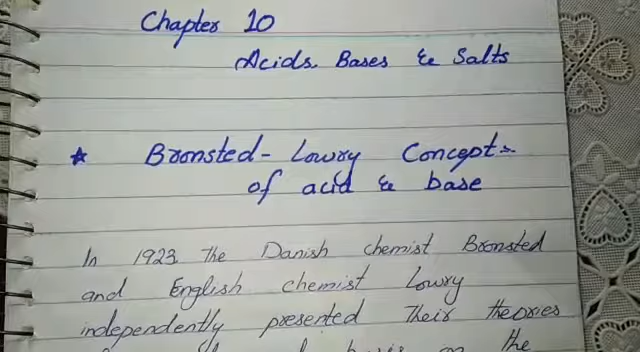 Chapter 10
Acids, Bases & Salts
* Bronsted - Lowry Concept :-
of acid & base
In 1923 the Danish chemist Bronsted
and English chemist Lowry
independently presented their theories
the